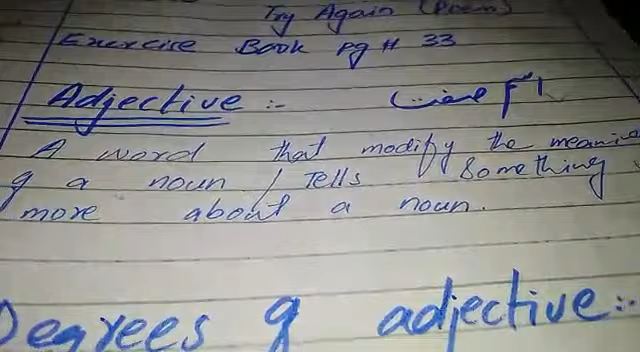 Try Again (Poem)
Exercise Book pg # 33
Adjective :- اسم صفت
A word that modify the meaning
of a noun / Tells Something
more about a noun.
Degrees of adjective:-